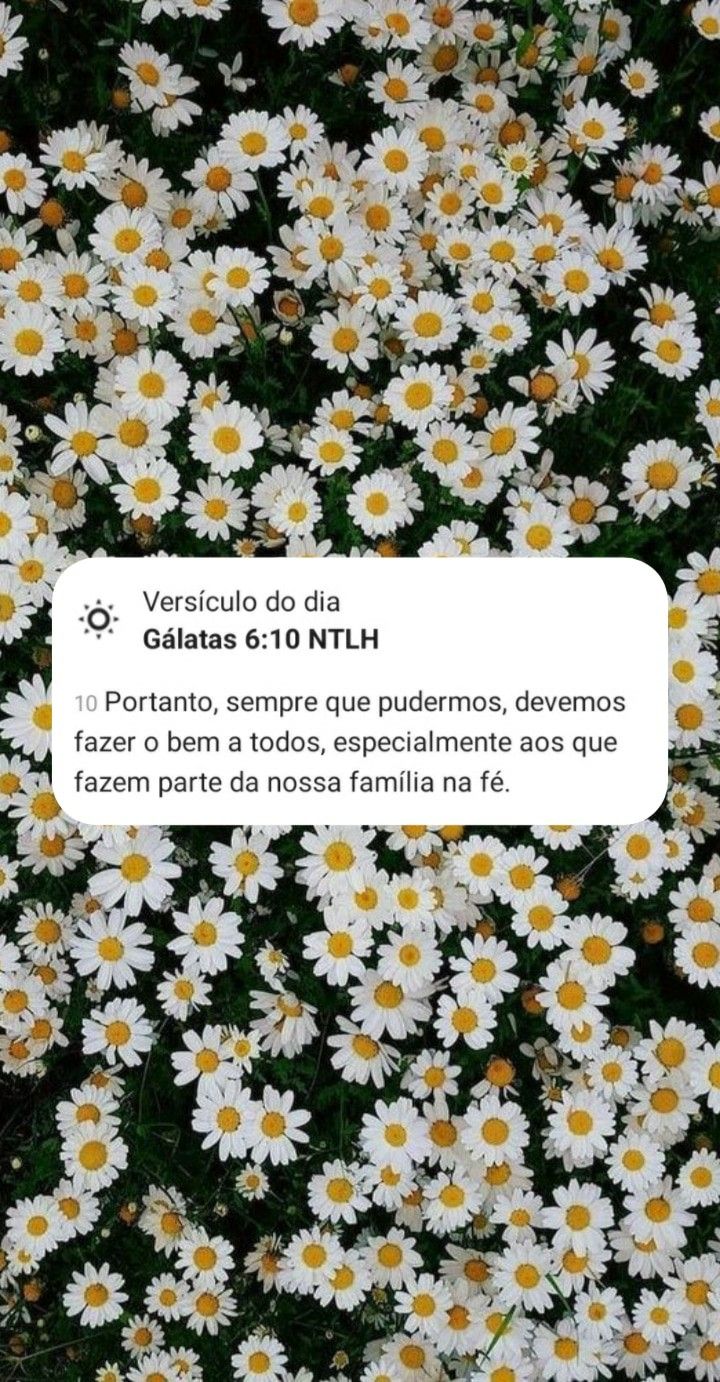 Versículo do dia
Gálatas 6:10 NTLH
10 Portanto, sempre que pudermos, devemos
fazer o bem a todos, especialmente aos que
fazem parte da nossa família na fé.